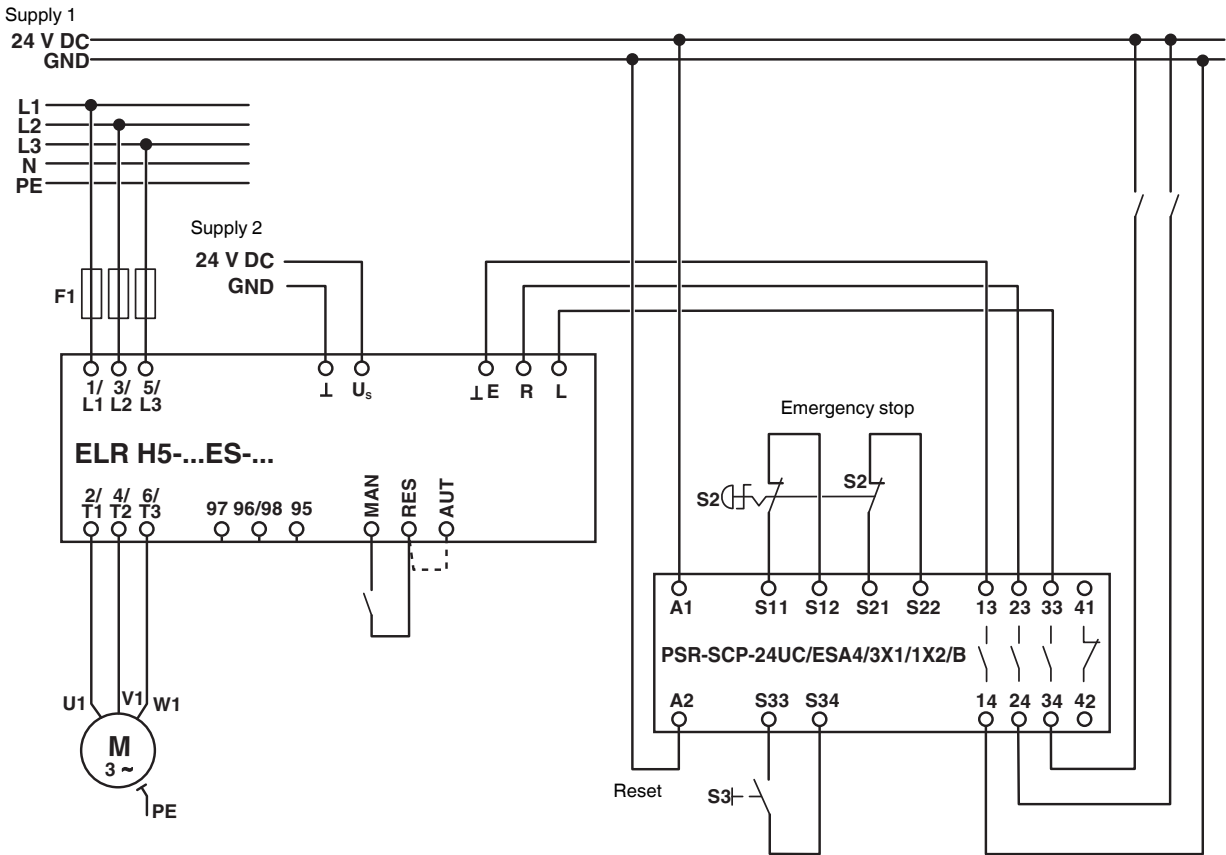 Supply 1
24 V DC
GND
L1
L2
L3
N
PE
Supply 2
24 V DC
GND
F1
1/ 3/ 5/
L1 L2 L3
⊥ Us
⊥ E R L
ELR H5-...ES-...
2/ 4/ 6/
T1 T2 T3
97 96/98 95
MAN
RES
AUT
Emergency stop
S2
S2
A1 S11 S12 S21 S22 13 23 33 41
PSR-SCP-24UC/ESA4/3X1/1X2/B
A2 S33 S34 14 24 34 42
U1 V1 W1
M
3 ~
PE
Reset
S3